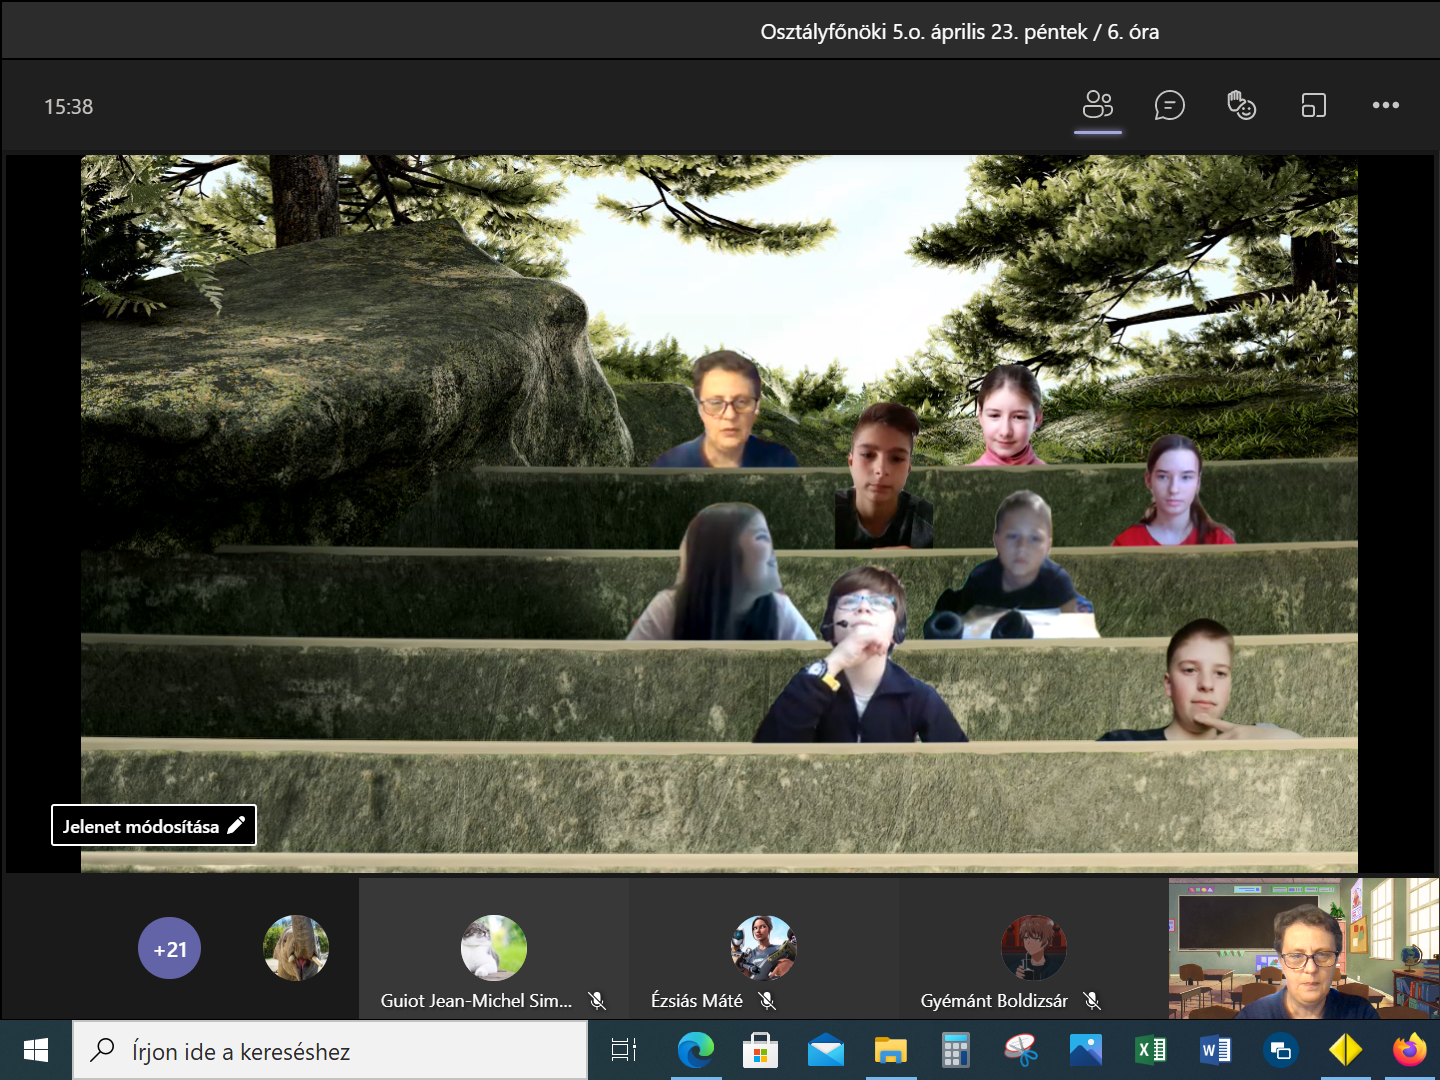 Osztályfőnöki 5.o. április 23. péntek / 6. óra
15:38
Jelenet módosítása
+21
Guiot Jean-Michel Sim...
Ézsiás Máté
Gyémánt Boldizsár
Írjon ide a kereséshez